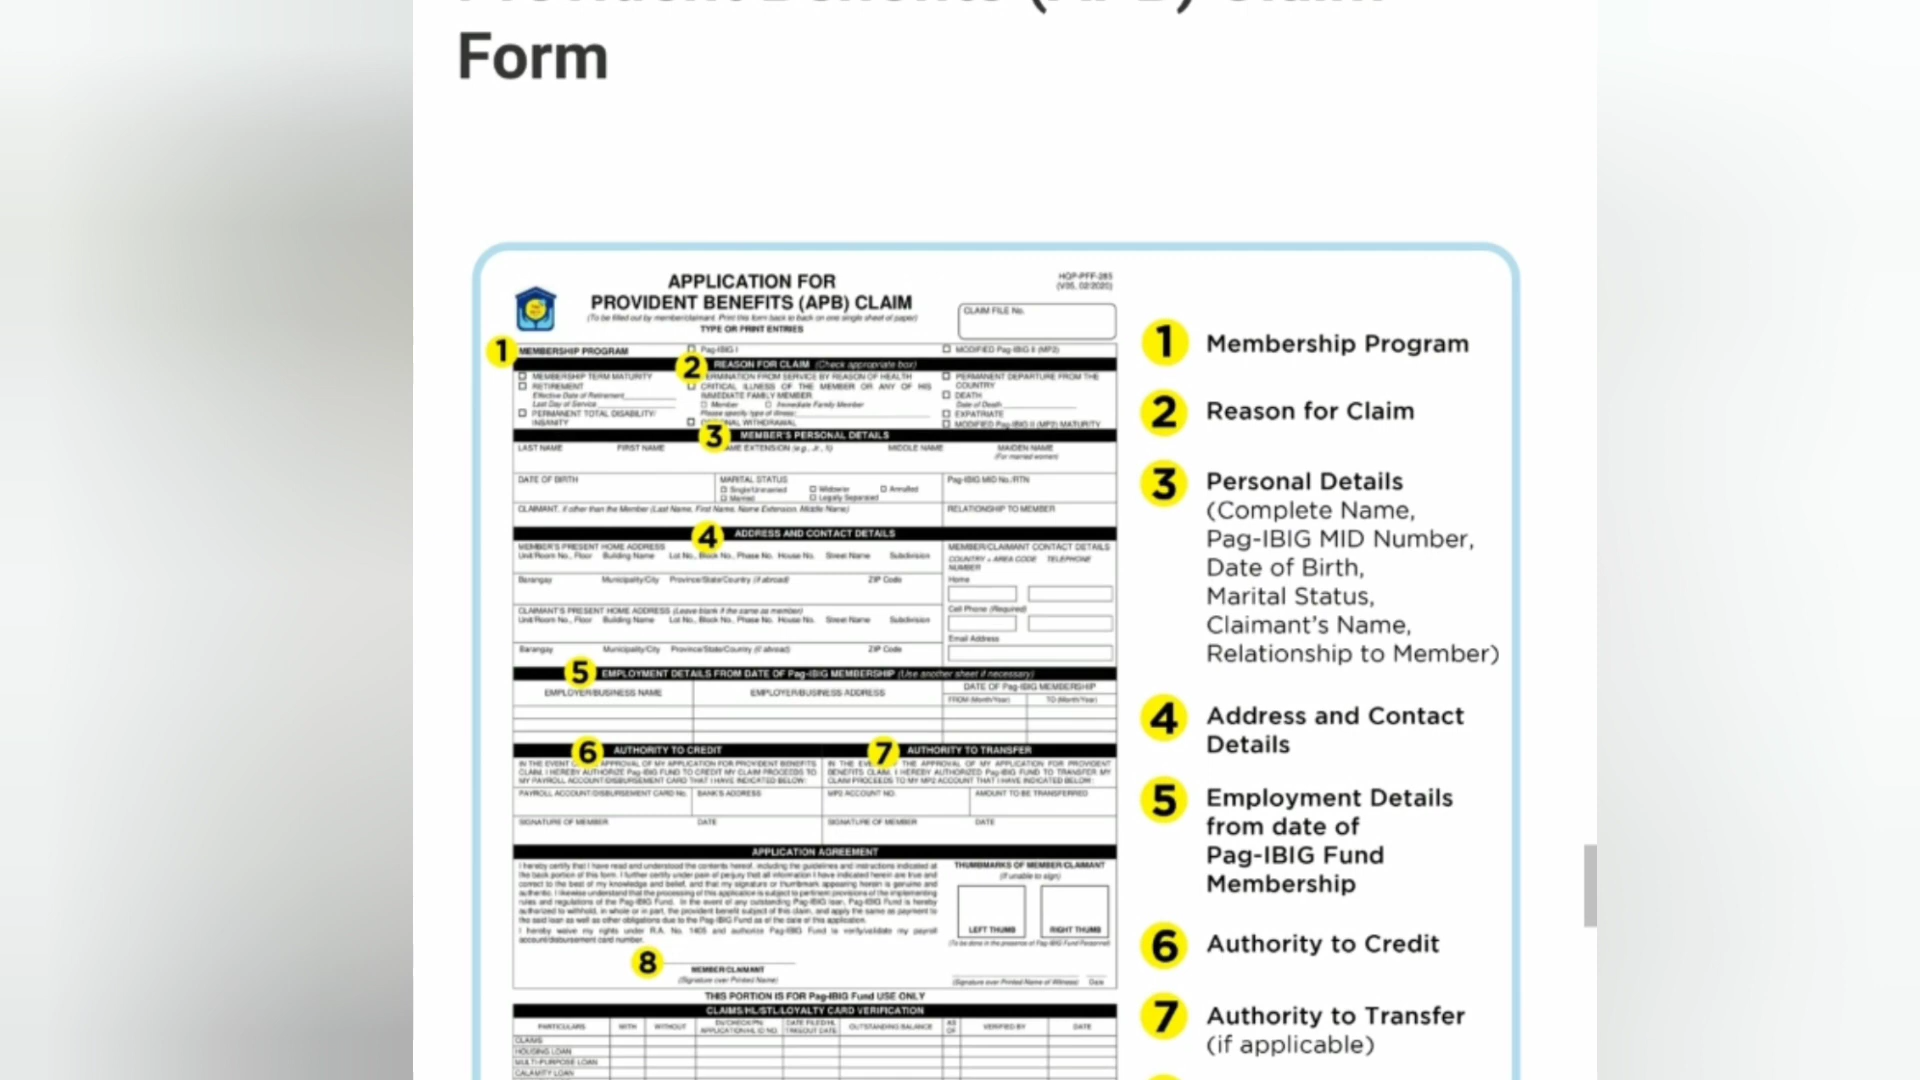 Form
APPLICATION FOR
PROVIDENT BENEFITS (APB) CLAIM
(To be filled out by member/claimant. Print this form back to back on one single sheet of paper)
TYPE OR PRINT ENTRIES
HQP-PFF-285
(V05, 02/2020)
CLAIM FILE No.
1 MEMBERSHIP PROGRAM
Pag-IBIG I
MODIFIED Pag-IBIG II (MP2)
2 REASON FOR CLAIM (Check appropriate box)
MEMBERSHIP TERM MATURITY
RETIREMENT
Effective Date of Retirement
Last Day of Service
PERMANENT TOTAL DISABILITY/
INSANITY
TERMINATION FROM SERVICE BY REASON OF HEALTH
CRITICAL ILLNESS OF THE MEMBER OR ANY OF HIS
IMMEDIATE FAMILY MEMBER
Member Immediate Family Member
Please specify type of illness:
WITHDRAWAL
PERMANENT DEPARTURE FROM THE
COUNTRY
DEATH
Date of Death
EXPATRIATE
MODIFIED Pag-IBIG II (MP2) MATURITY
3 MEMBER'S PERSONAL DETAILS
LAST NAME FIRST NAME NAME EXTENSION (e.g., Jr., II) MIDDLE NAME MAIDEN NAME
(For married women)
DATE OF BIRTH
MARITAL STATUS
Single/Unmarried Widow/er Annulled
Married Legally Separated
Pag-IBIG MID No./RTN
CLAIMANT, if other than the Member (Last Name, First Name, Name Extension, Middle Name)
RELATIONSHIP TO MEMBER
4 ADDRESS AND CONTACT DETAILS
MEMBER'S PRESENT HOME ADDRESS
Unit/Room No., Floor Building Name Lot No., Block No., Phase No. House No. Street Name Subdivision
Barangay Municipality/City Province/State/Country (if abroad) ZIP Code
CLAIMANT'S PRESENT HOME ADDRESS (Leave blank if the same as member)
Unit/Room No., Floor Building Name Lot No., Block No., Phase No. House No. Street Name Subdivision
Barangay Municipality/City Province/State/Country (if abroad) ZIP Code
MEMBER/CLAIMANT CONTACT DETAILS
COUNTRY + AREA CODE TELEPHONE
NUMBER
Home
Cell Phone (Required)
Email Address
5 EMPLOYMENT DETAILS FROM DATE OF Pag-IBIG MEMBERSHIP (Use another sheet if necessary)
EMPLOYER/BUSINESS NAME EMPLOYER/BUSINESS ADDRESS DATE OF Pag-IBIG MEMBERSHIP
FROM (Month/Year) TO (Month/Year)
6 AUTHORITY TO CREDIT
IN THE EVENT OF APPROVAL OF MY APPLICATION FOR PROVIDENT BENEFITS
CLAIM, I HEREBY AUTHORIZE Pag-IBIG FUND TO CREDIT MY CLAIM PROCEEDS TO
MY PAYROLL ACCOUNT/DISBURSEMENT CARD THAT I HAVE INDICATED BELOW:
PAYROLL ACCOUNT/DISBURSEMENT CARD No. BANK'S ADDRESS
SIGNATURE OF MEMBER DATE
7 AUTHORITY TO TRANSFER
IN THE EVENT THE APPROVAL OF MY APPLICATION FOR PROVIDENT
BENEFITS CLAIM, I HEREBY AUTHORIZED Pag-IBIG FUND TO TRANSFER MY
CLAIM PROCEEDS TO MY MP2 ACCOUNT THAT I HAVE INDICATED BELOW:
MP2 ACCOUNT NO. AMOUNT TO BE TRANSFERRED
SIGNATURE OF MEMBER DATE
APPLICATION AGREEMENT
I hereby certify that I have read and understood the contents hereof, including the guidelines and instructions indicated at
the back portion of this form. I further certify under pain of perjury that all information I have indicated herein are true and
correct to the best of my knowledge and belief, and that my signature or thumbmark appearing herein is genuine and
authentic. I likewise understand that the processing of this application is subject to pertinent provisions of the implementing
rules and regulations of the Pag-IBIG Fund. In the event of any outstanding Pag-IBIG loan, Pag-IBIG Fund is hereby
authorized to withhold, in whole or in part, the provident benefit subject of this claim, and apply the same as payment to
the said loan as well as other obligations due to the Pag-IBIG Fund as of the date of this application.
I hereby waive my rights under R.A. No. 1405 and authorize Pag-IBIG Fund to verify/validate my payroll
account/disbursement card number.
THUMBMARKS OF MEMBER/CLAIMANT
(If unable to sign)
LEFT THUMB RIGHT THUMB
(To be done in the presence of Pag-IBIG Fund Personnel)
8
MEMBER/CLAIMANT
(Signature over Printed Name)
(Signature over Printed Name of Witness) Date
THIS PORTION IS FOR Pag-IBIG Fund USE ONLY
CLAIMS/HL/STL/LOYALTY CARD VERIFICATION
PARTICULARS WITH WITHOUT OUTSTANDING BALANCE AS OF VERIFIED BY DATE
CLAIMS
HOUSING LOAN
MULTI-PURPOSE LOAN
CALAMITY LOAN
1 Membership Program
2 Reason for Claim
3 Personal Details
(Complete Name,
Pag-IBIG MID Number,
Date of Birth,
Marital Status,
Claimant's Name,
Relationship to Member)
4 Address and Contact
Details
5 Employment Details
from date of
Pag-IBIG Fund
Membership
6 Authority to Credit
7 Authority to Transfer
(if applicable)